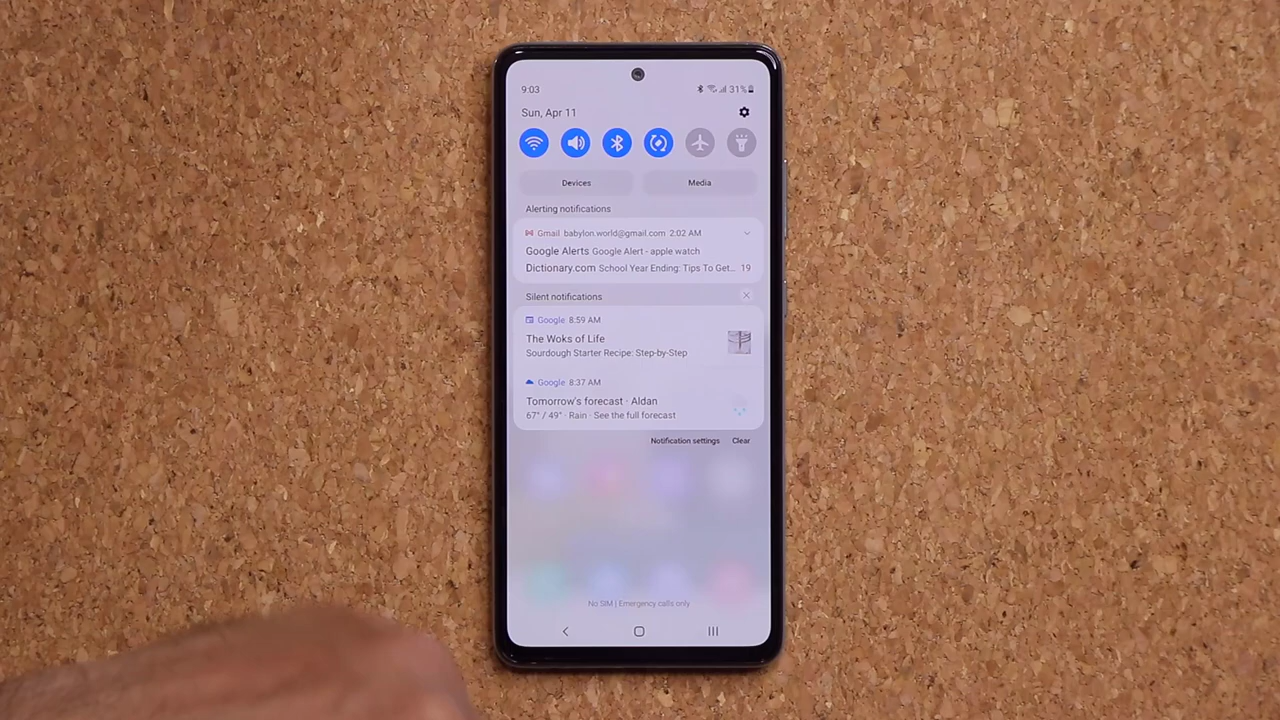 9:03
31%
Sun, Apr 11
Devices
Media
Alerting notifications
Gmail babylon.world@gmail.com 2:02 AM
Google Alerts Google Alert - apple watch
Dictionary.com School Year Ending: Tips To Get... 19
Silent notifications
Google 8:59 AM
The Woks of Life
Sourdough Starter Recipe: Step-by-Step
Google 8:37 AM
Tomorrow's forecast · Aldan
67° / 49° · Rain · See the full forecast
Notification settings
Clear
No SIM | Emergency calls only